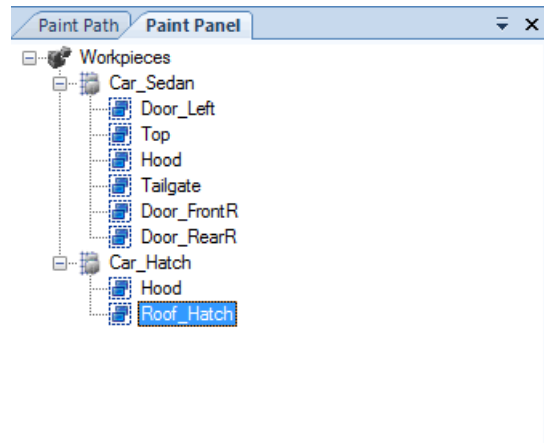 Paint Path Paint Panel
Workpieces
Car_Sedan
Door_Left
Top
Hood
Tailgate
Door_FrontR
Door_RearR
Car_Hatch
Hood
Roof_Hatch